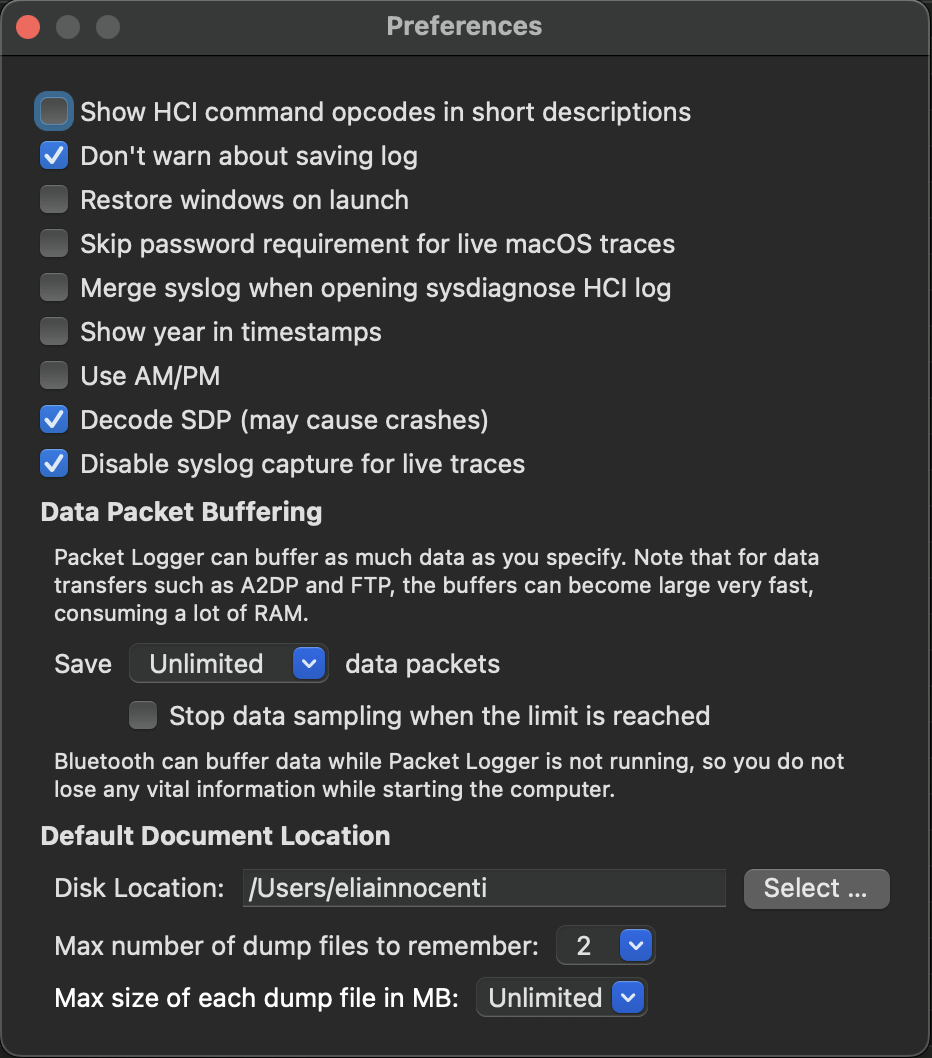 Preferences
Show HCI command opcodes in short descriptions
Don't warn about saving log
Restore windows on launch
Skip password requirement for live macOS traces
Merge syslog when opening sysdiagnose HCI log
Show year in timestamps
Use AM/PM
Decode SDP (may cause crashes)
Disable syslog capture for live traces
Data Packet Buffering
Packet Logger can buffer as much data as you specify. Note that for data
transfers such as A2DP and FTP, the buffers can become large very fast,
consuming a lot of RAM.
Save Unlimited data packets
Stop data sampling when the limit is reached
Bluetooth can buffer data while Packet Logger is not running, so you do not
lose any vital information while starting the computer.
Default Document Location
Disk Location: /Users/eliainnocenti Select ...
Max number of dump files to remember: 2
Max size of each dump file in MB: Unlimited